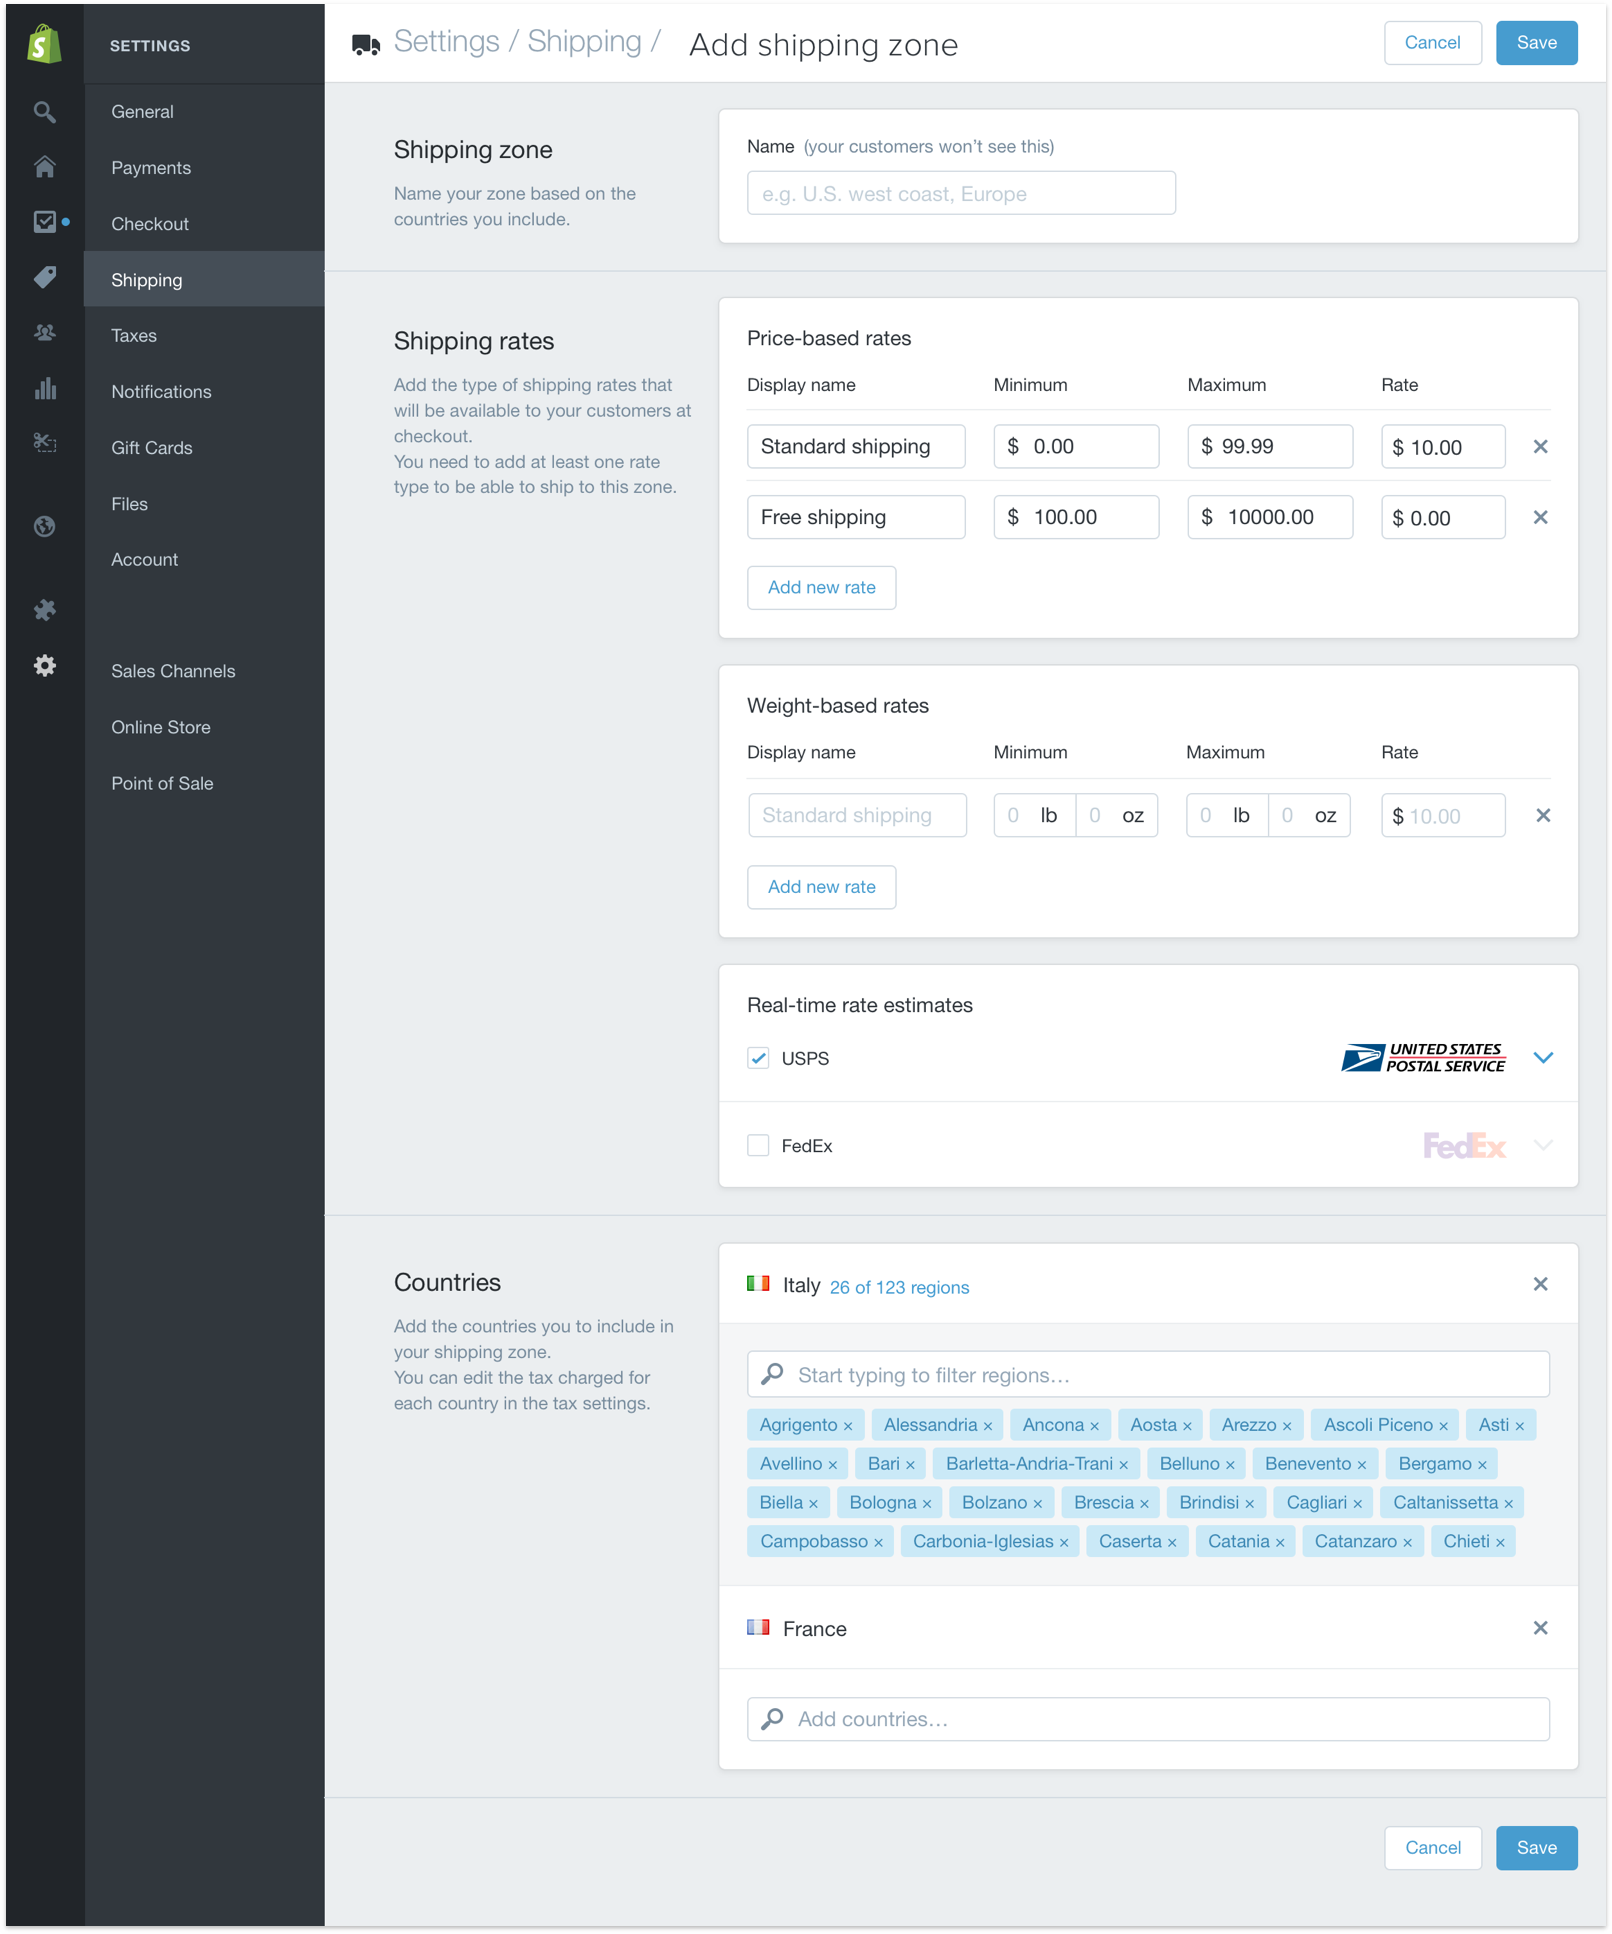 SETTINGS
General
Payments
Checkout
Shipping
Taxes
Notifications
Gift Cards
Files
Account
Sales Channels
Online Store
Point of Sale
Settings / Shipping / Add shipping zone
Cancel
Save
Shipping zone
Name your zone based on the
countries you include.
Name (your customers won’t see this)
e.g. U.S. west coast, Europe
Shipping rates
Add the type of shipping rates that
will be available to your customers at
checkout.
You need to add at least one rate
type to be able to ship to this zone.
Price-based rates
Display name Minimum Maximum Rate
Standard shipping $ 0.00 $ 99.99 $ 10.00 ×
Free shipping $ 100.00 $ 10000.00 $ 0.00 ×
Add new rate
Weight-based rates
Display name Minimum Maximum Rate
Standard shipping 0 lb 0 oz 0 lb 0 oz $ 10.00 ×
Add new rate
Real-time rate estimates
USPS
UNITED STATES
POSTAL SERVICE
FedEx
FedEx
Countries
Add the countries you to include in
your shipping zone.
You can edit the tax charged for
each country in the tax settings.
Italy 26 of 123 regions ×
Start typing to filter regions…
Agrigento × Alessandria × Ancona × Aosta × Arezzo × Ascoli Piceno × Asti ×
Avellino × Bari × Barletta-Andria-Trani × Belluno × Benevento × Bergamo ×
Biella × Bologna × Bolzano × Brescia × Brindisi × Cagliari × Caltanissetta ×
Campobasso × Carbonia-Iglesias × Caserta × Catania × Catanzaro × Chieti ×
France ×
Add countries…
Cancel
Save